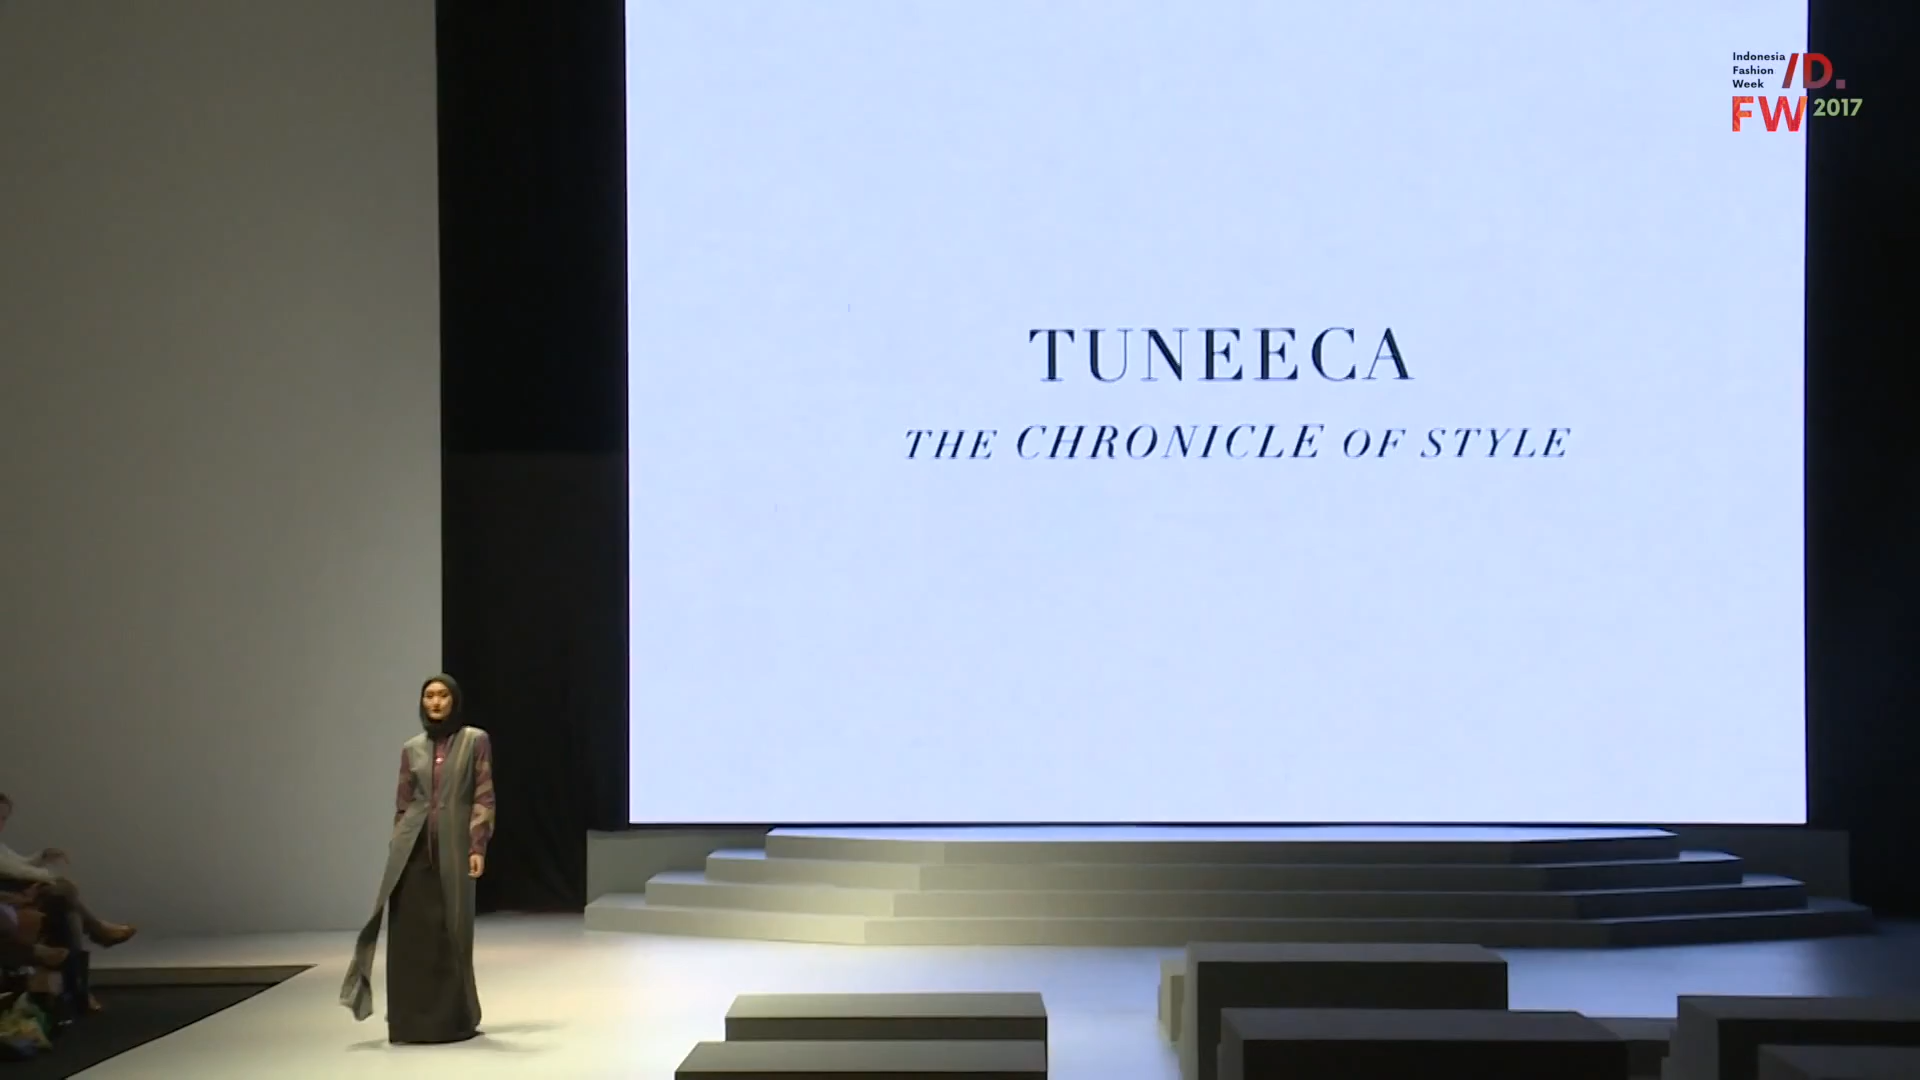 Indonesia
Fashion
Week
/D.
FW 2017
TUNEECA
THE CHRONICLE OF STYLE